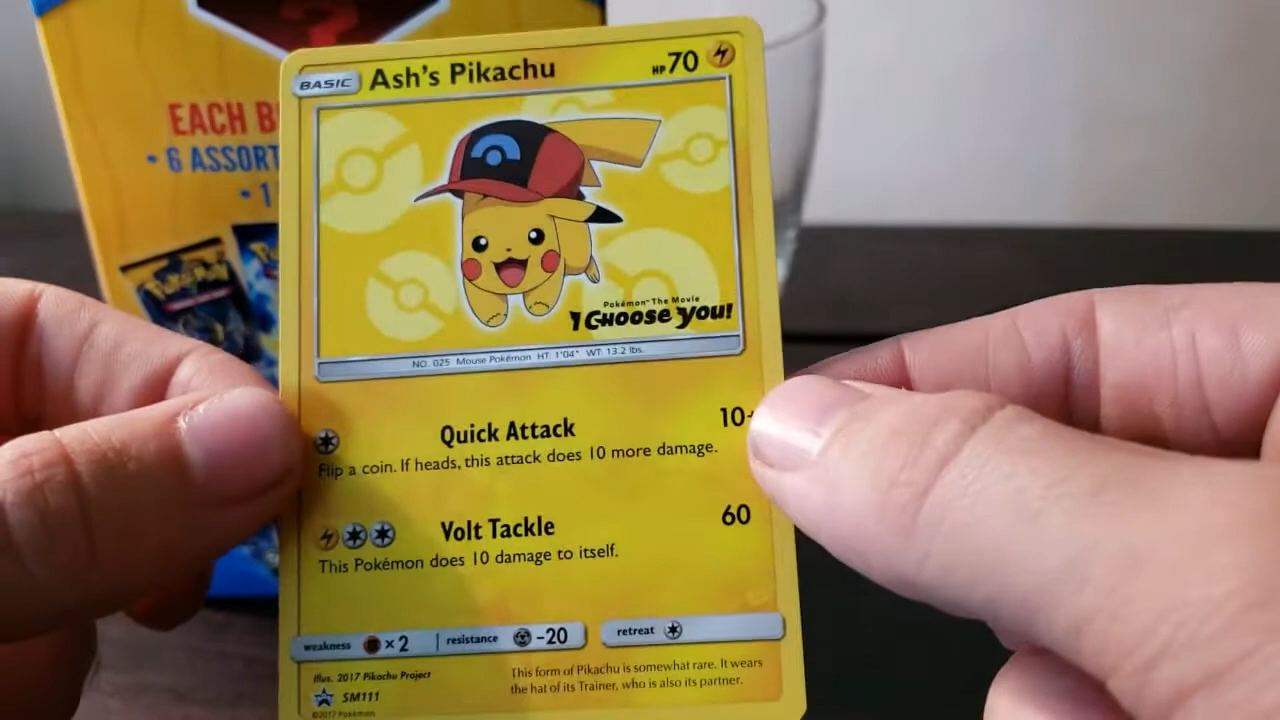 EACH B
• 6 ASSORT
• 1
BASIC Ash's Pikachu HP70
Pokémon The Movie
I CHOOSE YOU!
NO. 025 Mouse Pokémon HT: 1'04" WT: 13.2 lbs.
Quick Attack 10+
Flip a coin. If heads, this attack does 10 more damage.
Volt Tackle 60
This Pokémon does 10 damage to itself.
weakness ×2 resistance -20 retreat
Illus. 2017 Pikachu Project
SM111
©2017 Pokémon
This form of Pikachu is somewhat rare. It wears
the hat of its Trainer, who is also its partner.